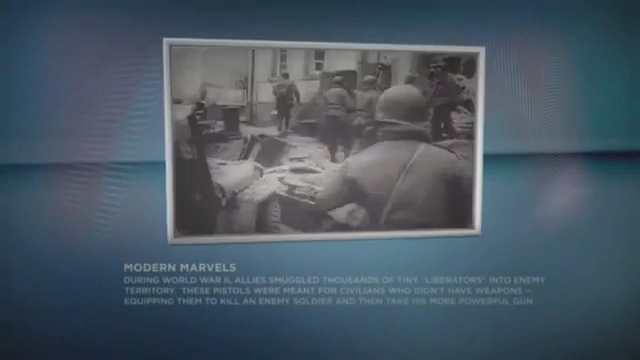 MODERN MARVELS
DURING WORLD WAR II, ALLIES SMUGGLED THOUSANDS OF TINY "LIBERATORS" INTO ENEMY
TERRITORY. THESE PISTOLS WERE MEANT FOR CIVILIANS WHO DIDN'T HAVE WEAPONS –
EQUIPPING THEM TO KILL AN ENEMY SOLDIER AND THEN TAKE HIS MORE POWERFUL GUN.